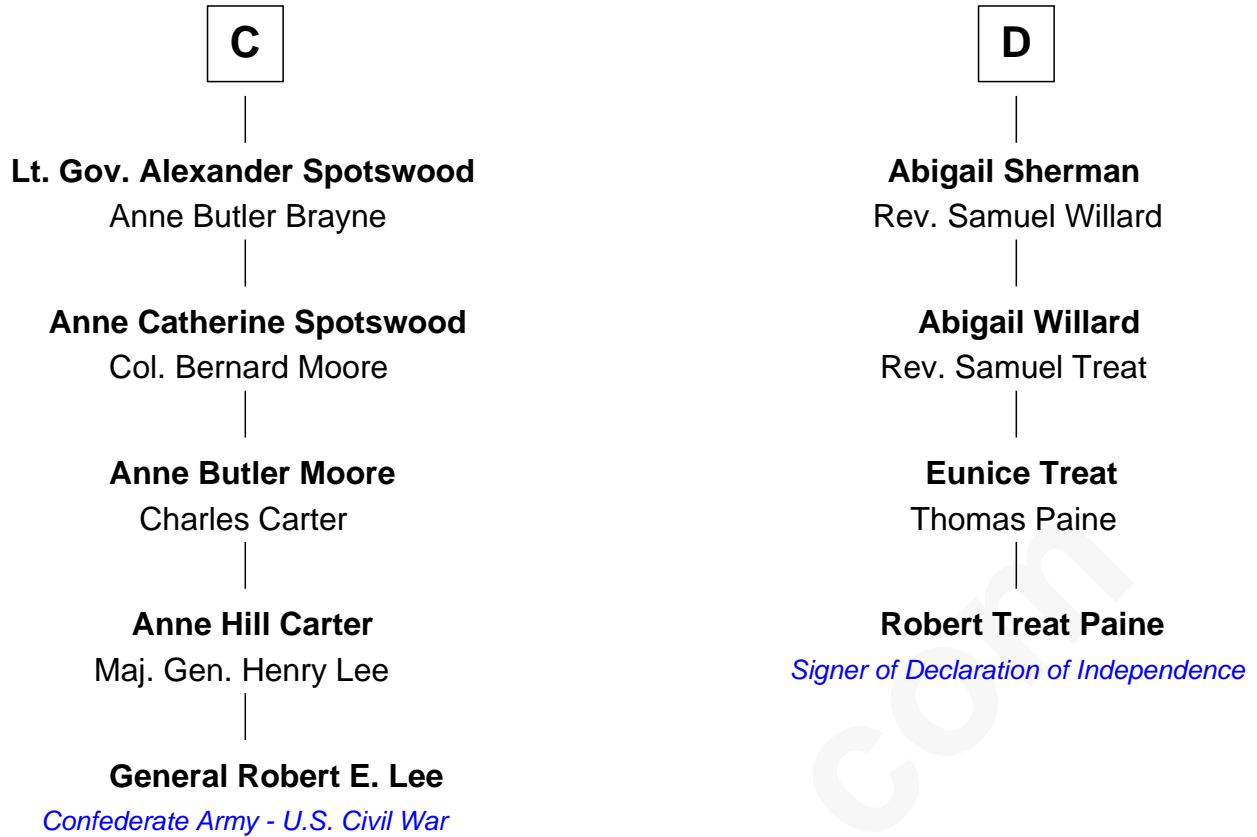 C
Lt. Gov. Alexander Spotswood
Anne Butler Brayne
Anne Catherine Spotswood
Col. Bernard Moore
Anne Butler Moore
Charles Carter
Anne Hill Carter
Maj. Gen. Henry Lee
General Robert E. Lee
Confederate Army - U.S. Civil War
D
Abigail Sherman
Rev. Samuel Willard
Abigail Willard
Rev. Samuel Treat
Eunice Treat
Thomas Paine
Robert Treat Paine
Signer of Declaration of Independence
com